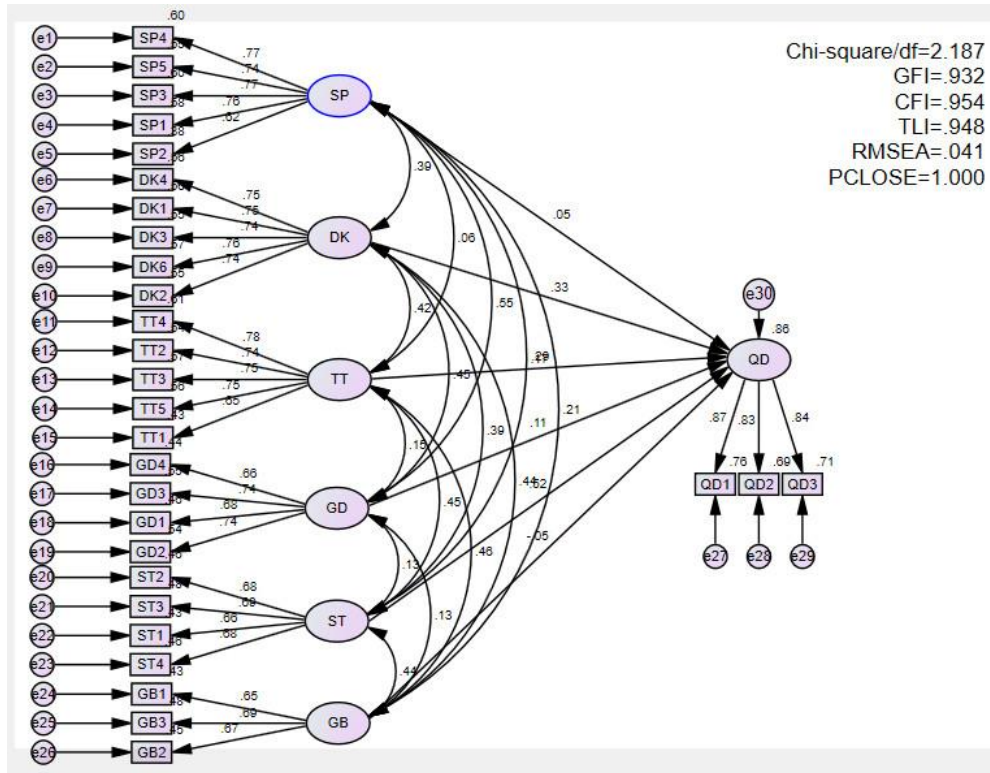 Chi-square/df=2.187
GFI=.932
CFI=.954
TLI=.948
RMSEA=.041
PCLOSE=1.000
.60
e1 SP4
.77
e2 SP5
.74
e3 SP3
.77
SP
e4 SP1
.76
e5 SP2
.62
.39
e6 DK4
.75
e7 DK1
.75
.05
e8 DK3
.74
DK
.06
e9 DK6
.76
e10 DK2
.74
.33
.55
e11 TT4
.42
e30
e12 TT2
.78
.86
e13 TT3
.74
.75
TT
QD
e14 TT5
.75
.45
e15 TT1
.65
.21
.11
.39
.87 .83 .84
e16 GD4
.15
e17 GD3
.66
.76 .69 .71
e18 GD1
.74
.68
GD
.45
QD1 QD2 QD3
e19 GD2
.74
.46
-.05
e20 ST2
.13
e27 e28 e29
e21 ST3
.68
.69
e22 ST1
.66
ST
.13
e23 ST4
.68
.44
e24 GB1
.65
e25 GB3
.69
GB
e26 GB2
.67